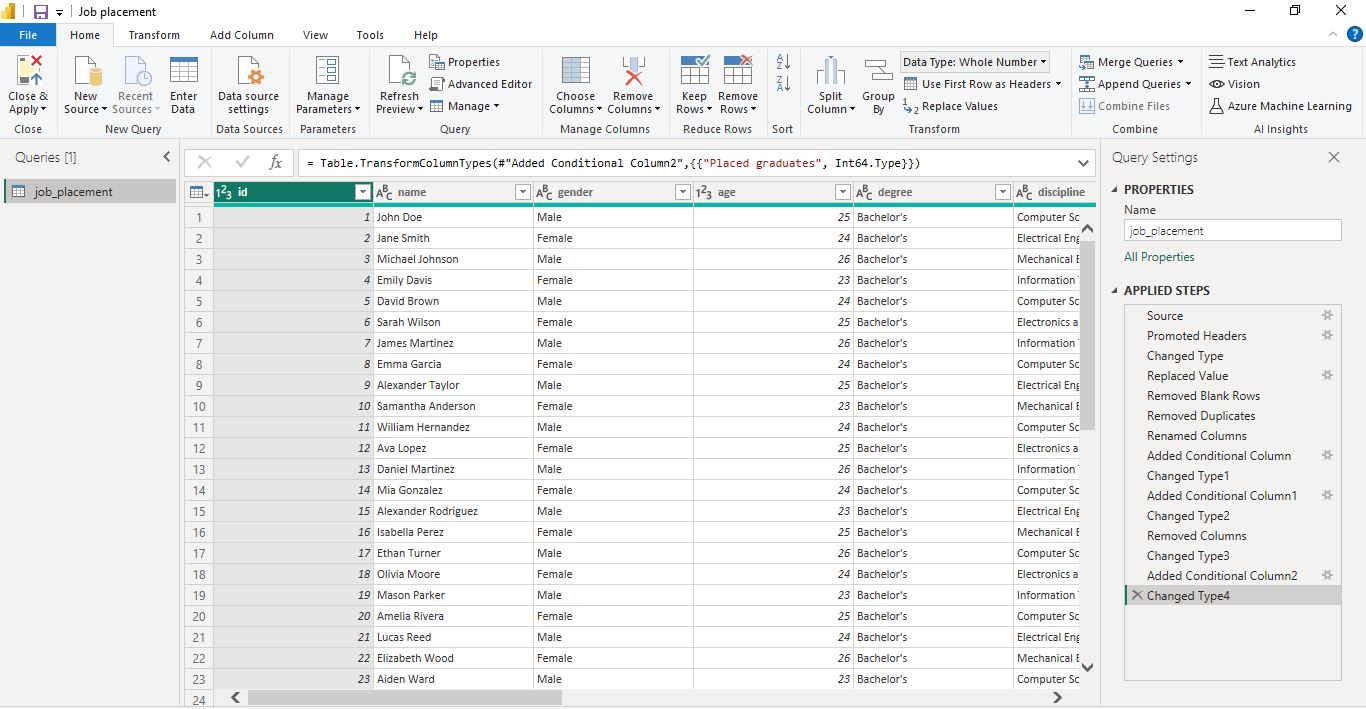 Job placement
File Home Transform Add Column View Tools Help
Close & Apply
New Source
Recent Sources
Enter Data
Data source settings
Manage Parameters
Refresh Preview
Properties
Advanced Editor
Manage
Choose Columns
Remove Columns
Keep Rows
Remove Rows
Split Column
Group By
Data Type: Whole Number
Use First Row as Headers
Replace Values
Merge Queries
Append Queries
Combine Files
Text Analytics
Vision
Azure Machine Learning
Close New Query Data Sources Parameters Query Manage Columns Reduce Rows Sort Transform Combine AI Insights
Queries [1]
job_placement
fx = Table.TransformColumnTypes(#"Added Conditional Column2",{{"Placed graduates", Int64.Type}})
id name gender age degree discipline
1 1 John Doe Male 25 Bachelor's Computer Sc
2 2 Jane Smith Female 24 Bachelor's Electrical Eng
3 3 Michael Johnson Male 26 Bachelor's Mechanical E
4 4 Emily Davis Female 23 Bachelor's Information
5 5 David Brown Male 24 Bachelor's Computer Sc
6 6 Sarah Wilson Female 25 Bachelor's Electronics a
7 7 James Martinez Male 26 Bachelor's Information
8 8 Emma Garcia Female 24 Bachelor's Computer Sc
9 9 Alexander Taylor Male 25 Bachelor's Electrical Eng
10 10 Samantha Anderson Female 23 Bachelor's Mechanical E
11 11 William Hernandez Male 24 Bachelor's Computer Sc
12 12 Ava Lopez Female 25 Bachelor's Electronics a
13 13 Daniel Martinez Male 26 Bachelor's Information
14 14 Mia Gonzalez Female 24 Bachelor's Computer Sc
15 15 Alexander Rodriguez Male 23 Bachelor's Electrical Eng
16 16 Isabella Perez Female 25 Bachelor's Mechanical E
17 17 Ethan Turner Male 26 Bachelor's Computer Sc
18 18 Olivia Moore Female 24 Bachelor's Electronics a
19 19 Mason Parker Male 23 Bachelor's Information
20 20 Amelia Rivera Female 25 Bachelor's Computer Sc
21 21 Lucas Reed Male 24 Bachelor's Electrical Eng
22 22 Elizabeth Wood Female 26 Bachelor's Mechanical E
23 23 Aiden Ward Male 23 Bachelor's Computer Sc
24
Query Settings
PROPERTIES
Name
job_placement
All Properties
APPLIED STEPS
Source
Promoted Headers
Changed Type
Replaced Value
Removed Blank Rows
Removed Duplicates
Renamed Columns
Added Conditional Column
Changed Type1
Added Conditional Column1
Changed Type2
Removed Columns
Changed Type3
Added Conditional Column2
Changed Type4